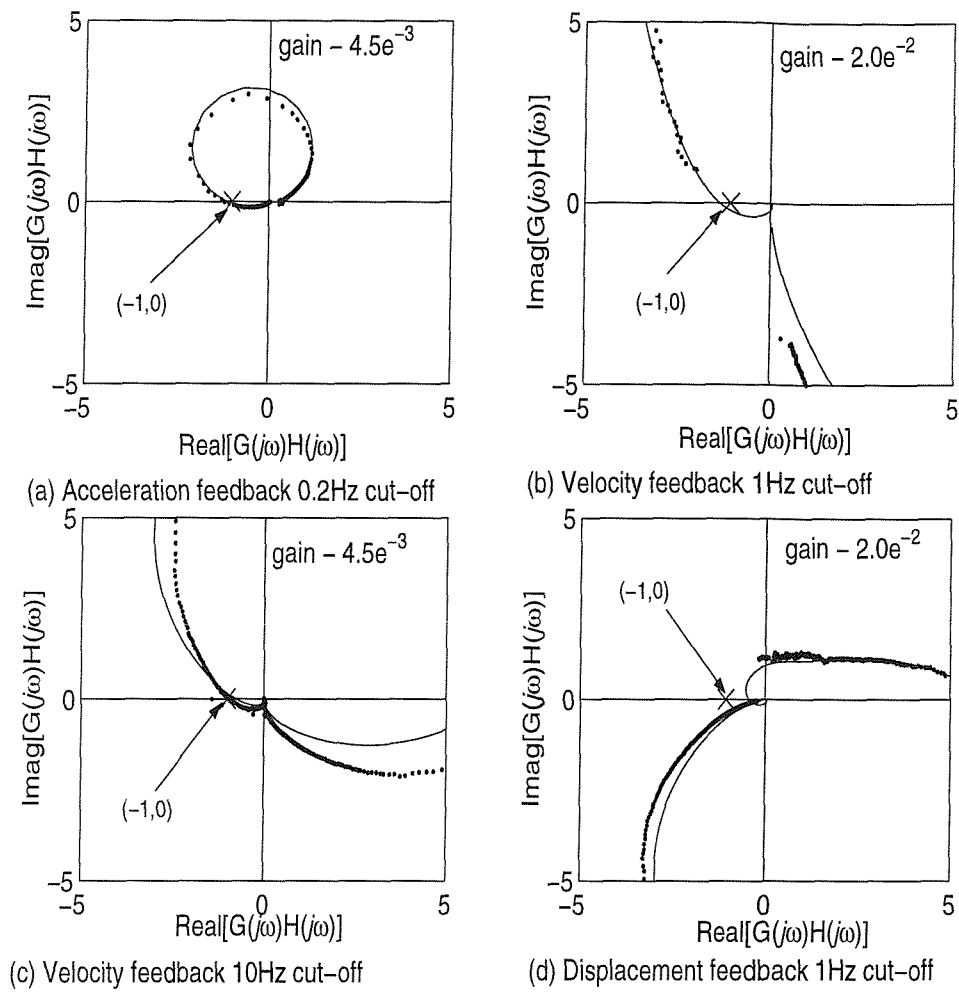 5
gain – 4.5e⁻³
Imag[G(jω)H(jω)]
0
(−1,0)
−5
−5
0
5
Real[G(jω)H(jω)]
(a) Acceleration feedback 0.2Hz cut−off
5
gain – 2.0e⁻²
Imag[G(jω)H(jω)]
0
(−1,0)
−5
−5
0
5
Real[G(jω)H(jω)]
(b) Velocity feedback 1Hz cut−off
5
gain – 4.5e⁻³
Imag[G(jω)H(jω)]
0
(−1,0)
−5
−5
0
5
Real[G(jω)H(jω)]
(c) Velocity feedback 10Hz cut−off
5
gain – 2.0e⁻²
(−1,0)
Imag[G(jω)H(jω)]
0
−5
−5
0
5
Real[G(jω)H(jω)]
(d) Displacement feedback 1Hz cut−off